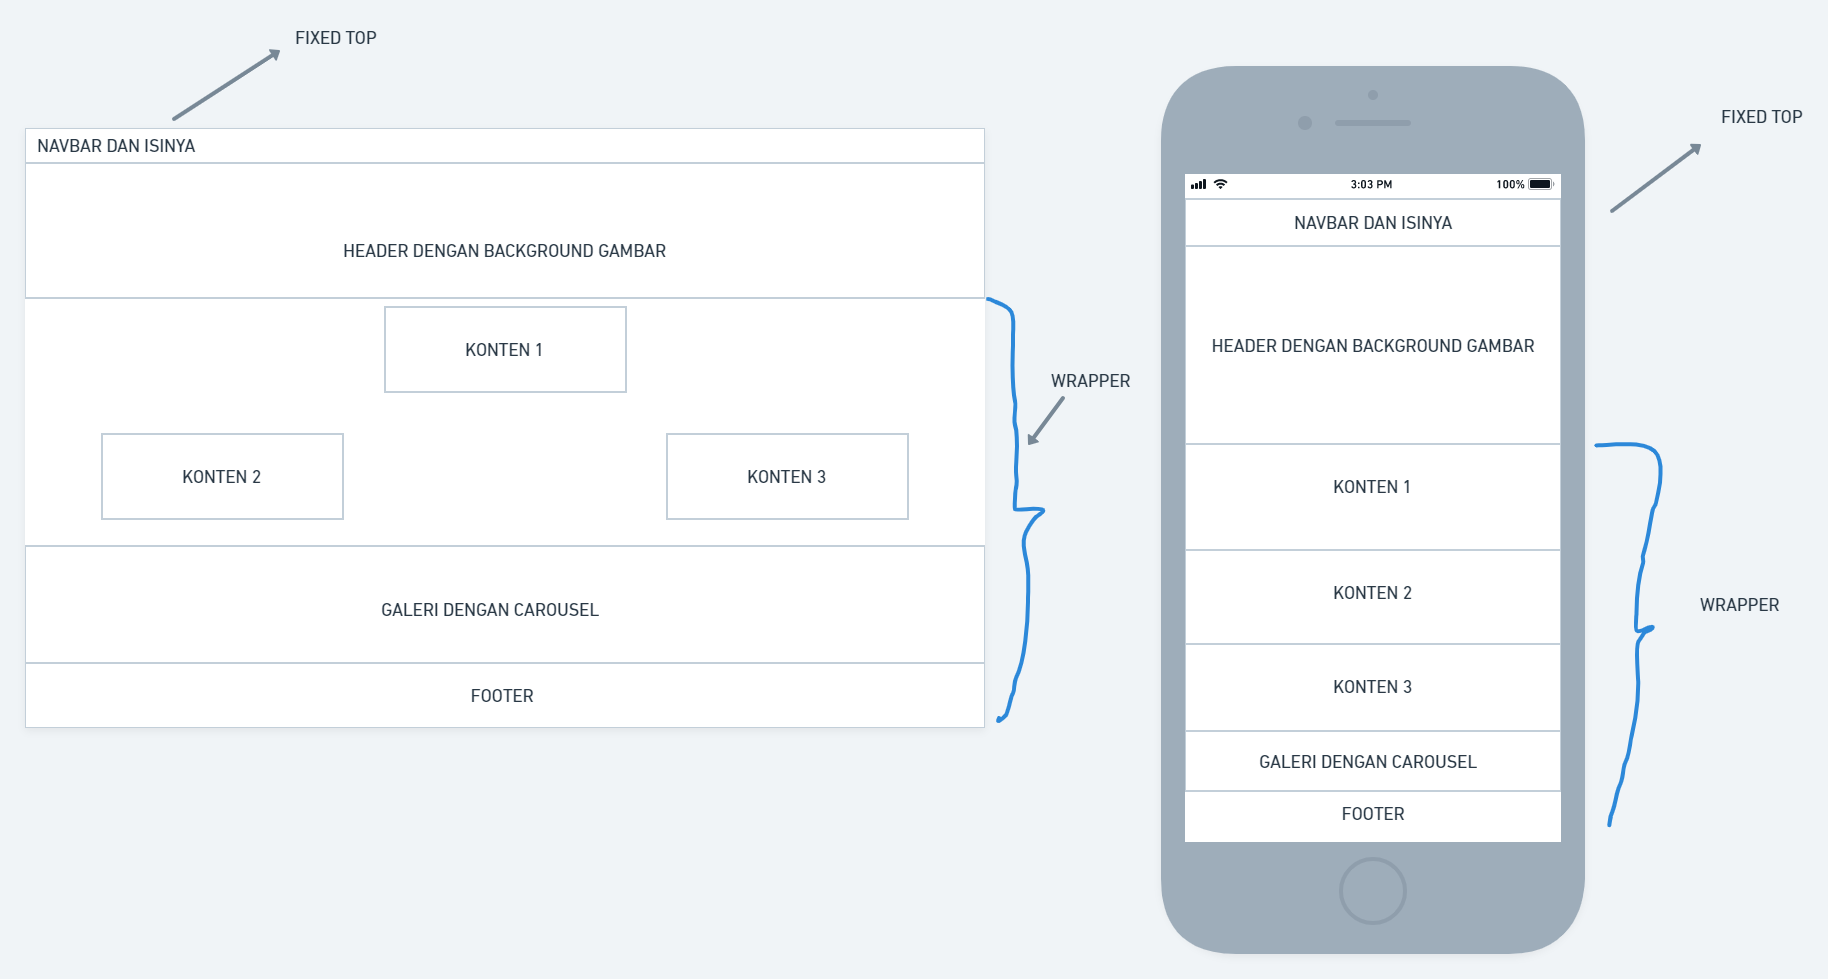 FIXED TOP
NAVBAR DAN ISINYA
HEADER DENGAN BACKGROUND GAMBAR
KONTEN 1
WRAPPER
KONTEN 2
KONTEN 3
GALERI DENGAN CAROUSEL
FOOTER
FIXED TOP
3:03 PM
100%
NAVBAR DAN ISINYA
HEADER DENGAN BACKGROUND GAMBAR
KONTEN 1
KONTEN 2
WRAPPER
KONTEN 3
GALERI DENGAN CAROUSEL
FOOTER